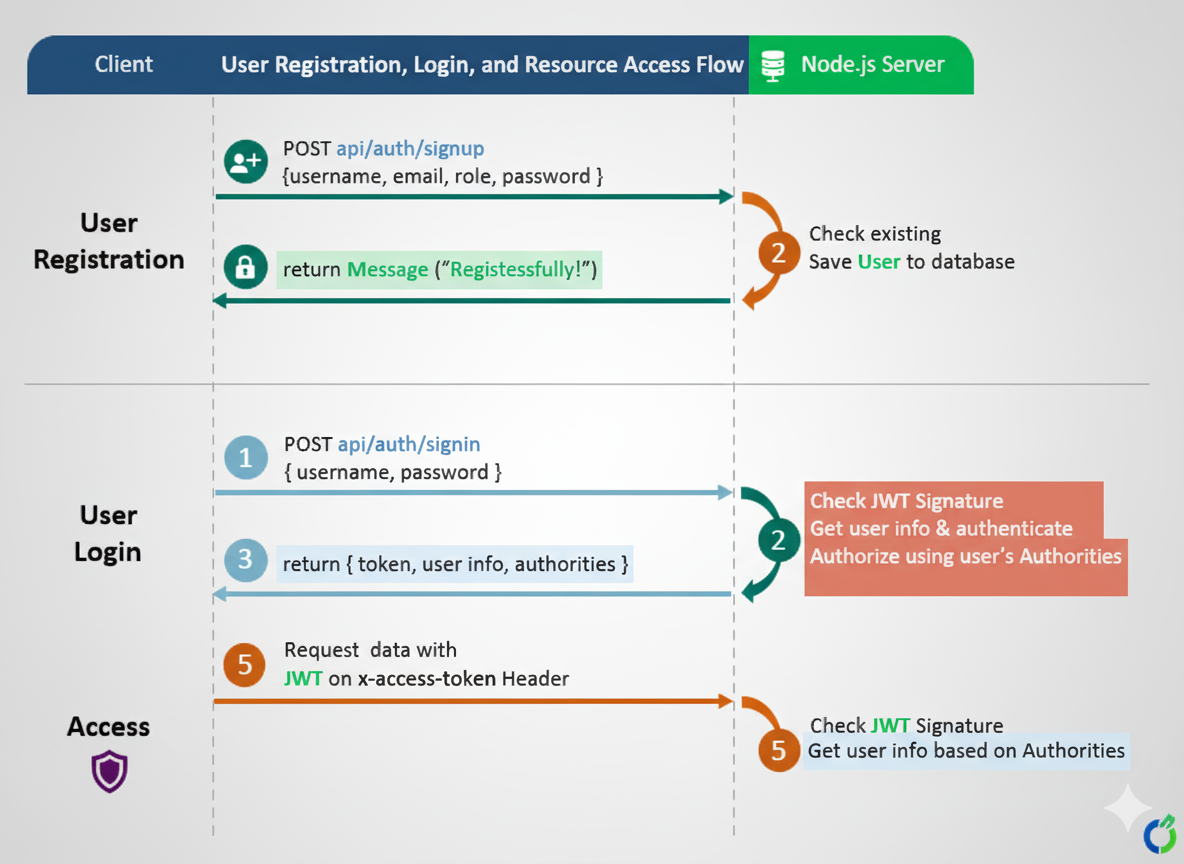 Client
User Registration, Login, and Resource Access Flow
Node.js Server
POST api/auth/signup
{username, email, role, password }
User
Registration
2
Check existing
Save User to database
return Message (“Registessfully!”)
1
POST api/auth/signin
{ username, password }
User
Login
2
Check JWT Signature
Get user info & authenticate
Authorize using user’s Authorities
3
return { token, user info, authorities }
5
Request data with
JWT on x-access-token Header
Access
5
Check JWT Signature
Get user info based on Authorities